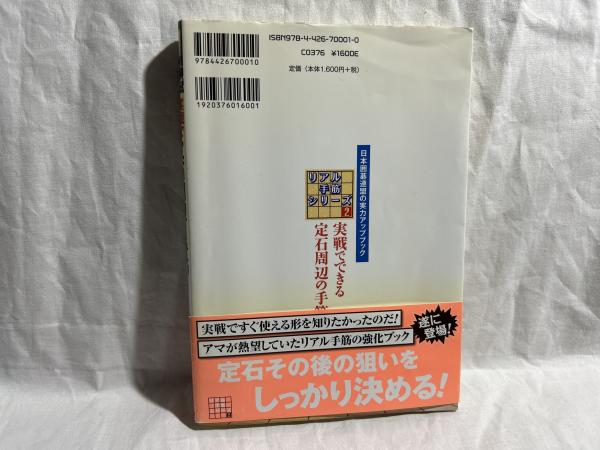 ISBN978-4-426-70001-0
C0376 ¥1600E
定価（本体1,600円＋税）
9784426700010
1920376016001
日本囲碁連盟の実力アップブック
リアル
手筋
シリーズ2
実戦でできる
定石周辺の手筋
実戦ですぐ使える形を知りたかったのだ！
アマが熱望していたリアル手筋の強化ブック
遂に
登場！
定石その後の狙いを
しっかり決める！